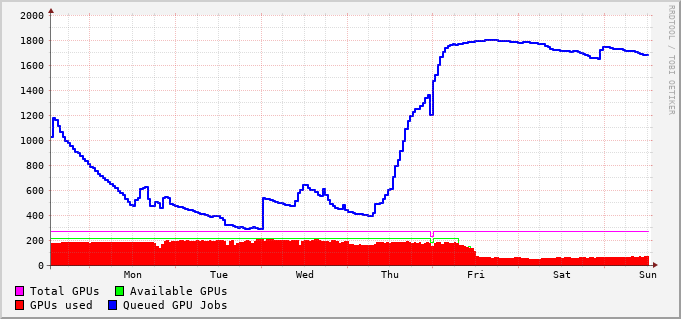 2000
1800
1600
1400
1200
1000
800
600
400
200
0
Mon Tue Wed Thu Fri Sat Sun
Total GPUs Available GPUs
GPUs used Queued GPU Jobs
RRDTOOL / TOBI OETIKER